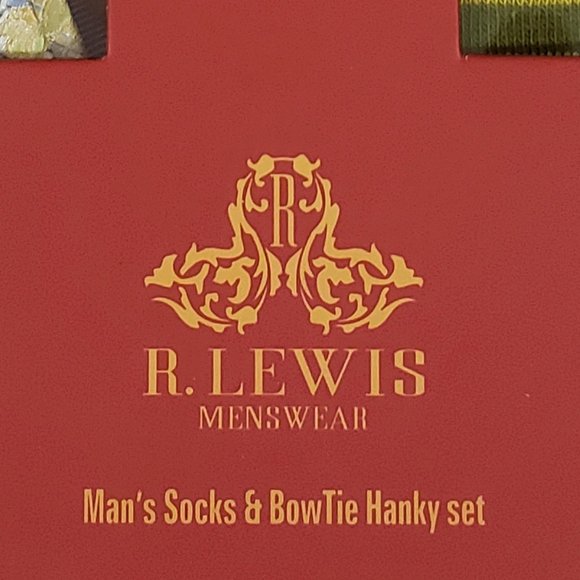 R
R. LEWIS
MENSWEAR
Man's Socks & BowTie Hanky set